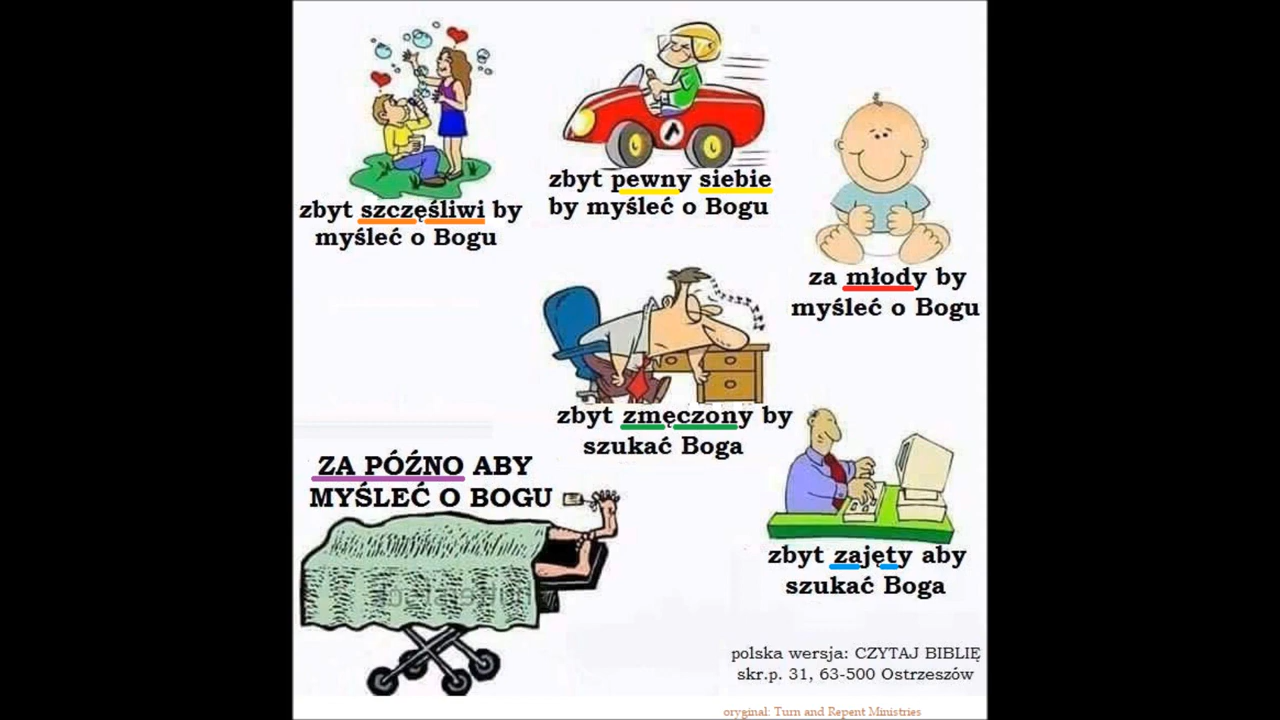 zbyt szczęśliwi by
myśleć o Bogu
zbyt pewny siebie
by myśleć o Bogu
za młody by
myśleć o Bogu
zbyt zmęczony by
szukać Boga
zbyt zajęty aby
szukać Boga
ZA PÓŹNO ABY
MYŚLEĆ O BOGU
polska wersja: CZYTAJ BIBLIĘ
skr.p. 31, 63-500 Ostrzeszów
oryginal: Turn and Repent Ministries